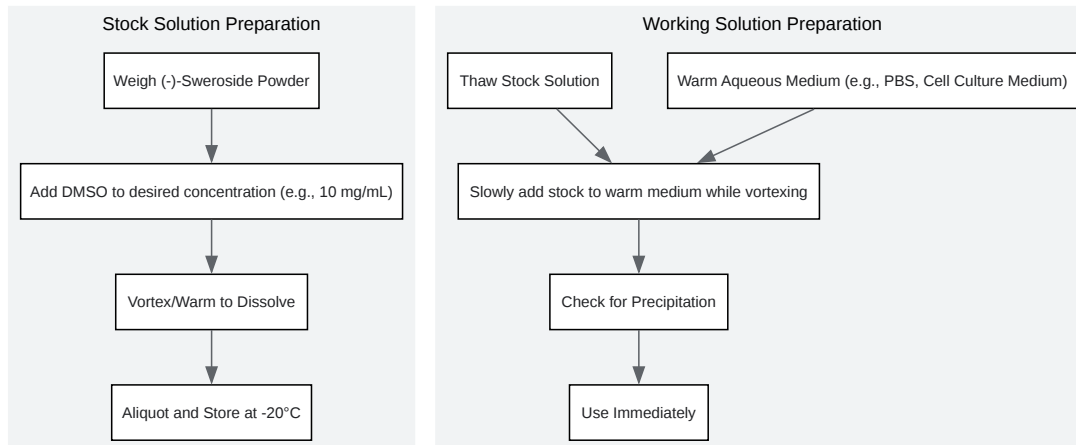 Stock Solution Preparation
Weigh (-)-Sweroside Powder
Add DMSO to desired concentration (e.g., 10 mg/mL)
Vortex/Warm to Dissolve
Aliquot and Store at -20°C
Working Solution Preparation
Thaw Stock Solution
Warm Aqueous Medium (e.g., PBS, Cell Culture Medium)
Slowly add stock to warm medium while vortexing
Check for Precipitation
Use Immediately